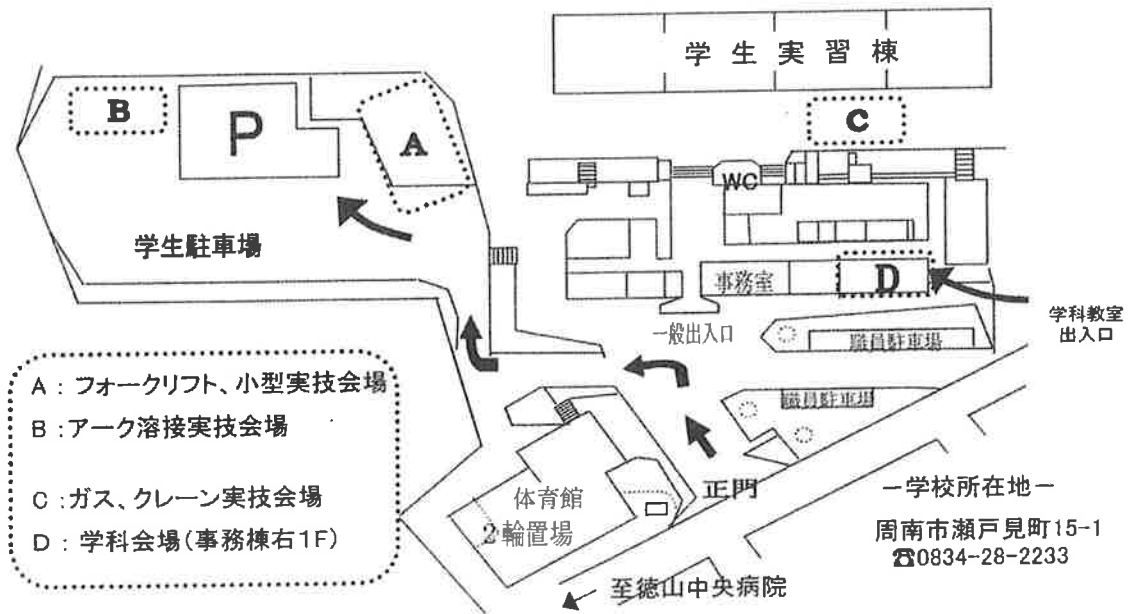 学生実習棟
B
P
A
C
WC
学生駐車場
事務室
D
学科教室
出入口
一般出入口
職員駐車場
A：フォークリフト、小型実技会場
B：アーク溶接実技会場
C：ガス、クレーン実技会場
D：学科会場(事務棟右1F)
職員駐車場
正門
体育館
2輪置場
－学校所在地－
周南市瀬戸見町15-1
☎0834-28-2233
至徳山中央病院